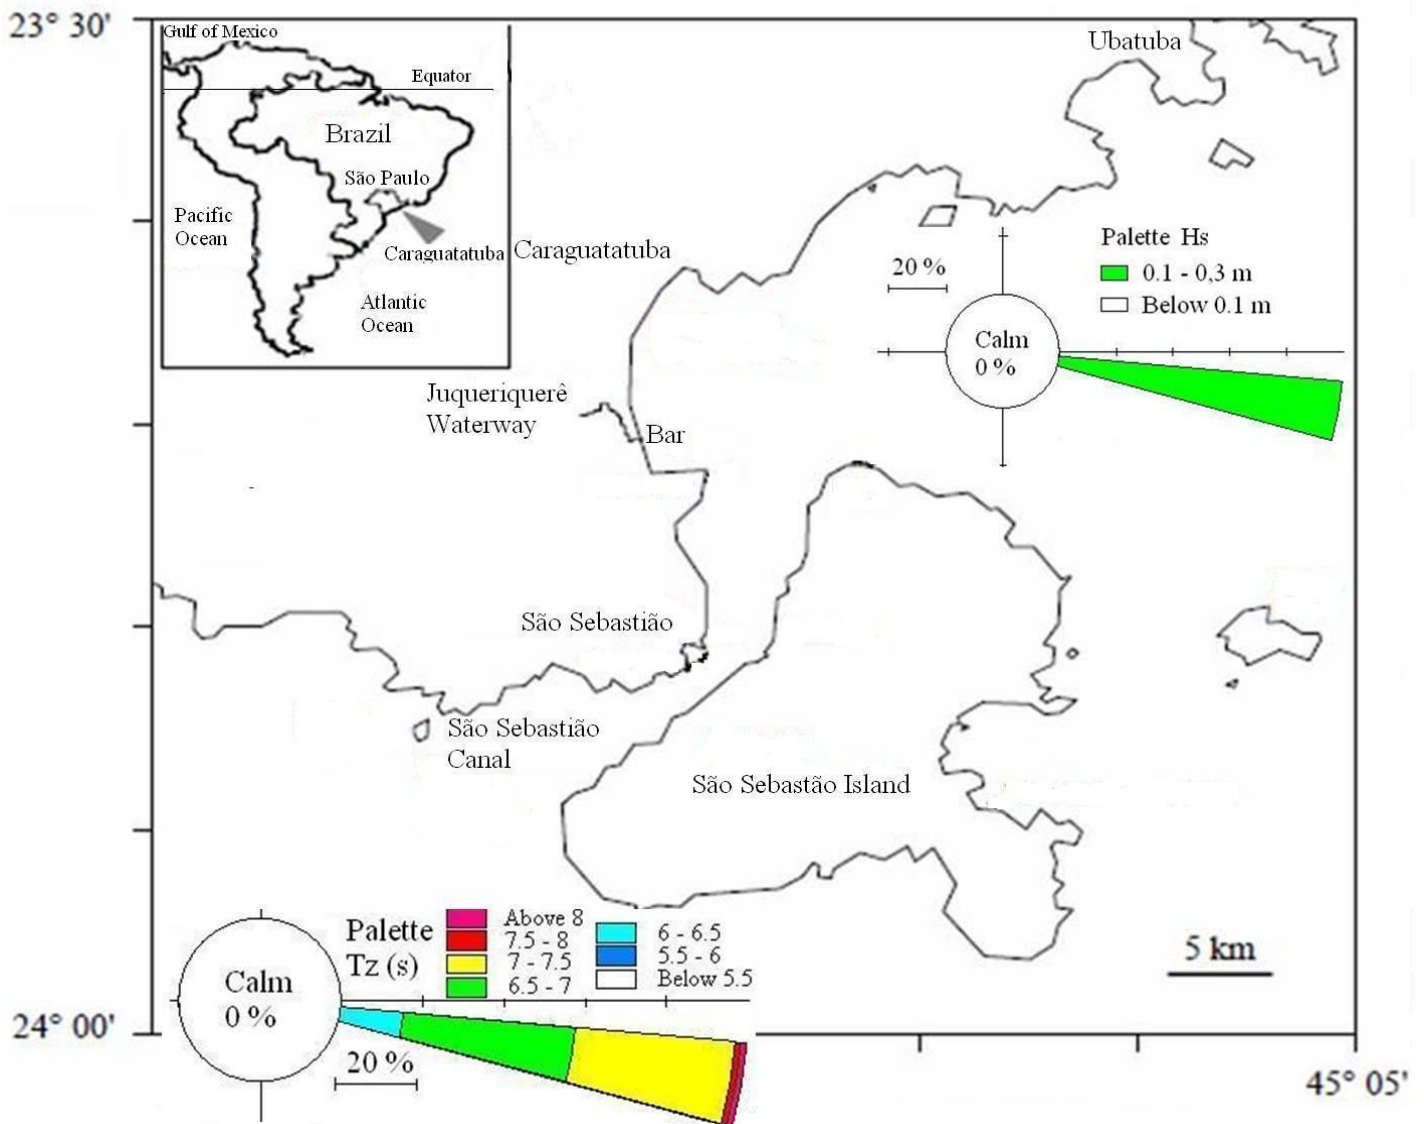 23° 30'
Gulf of Mexico
Equator
Brazil
São Paulo
Pacific
Ocean
Caraguatatuba
Atlantic
Ocean
Ubatuba
Caraguatatuba
Palette Hs
0.1 - 0,3 m
Below 0.1 m
20 %
Calm
0 %
Juqueriquerê
Waterway
Bar
São Sebastião
São Sebastião
Canal
São Sebastão Island
Palette
Tz (s)
Above 8
7.5 - 8
7 - 7.5
6.5 - 7
6 - 6.5
5.5 - 6
Below 5.5
Calm
0 %
20 %
5 km
24° 00'
45° 05'